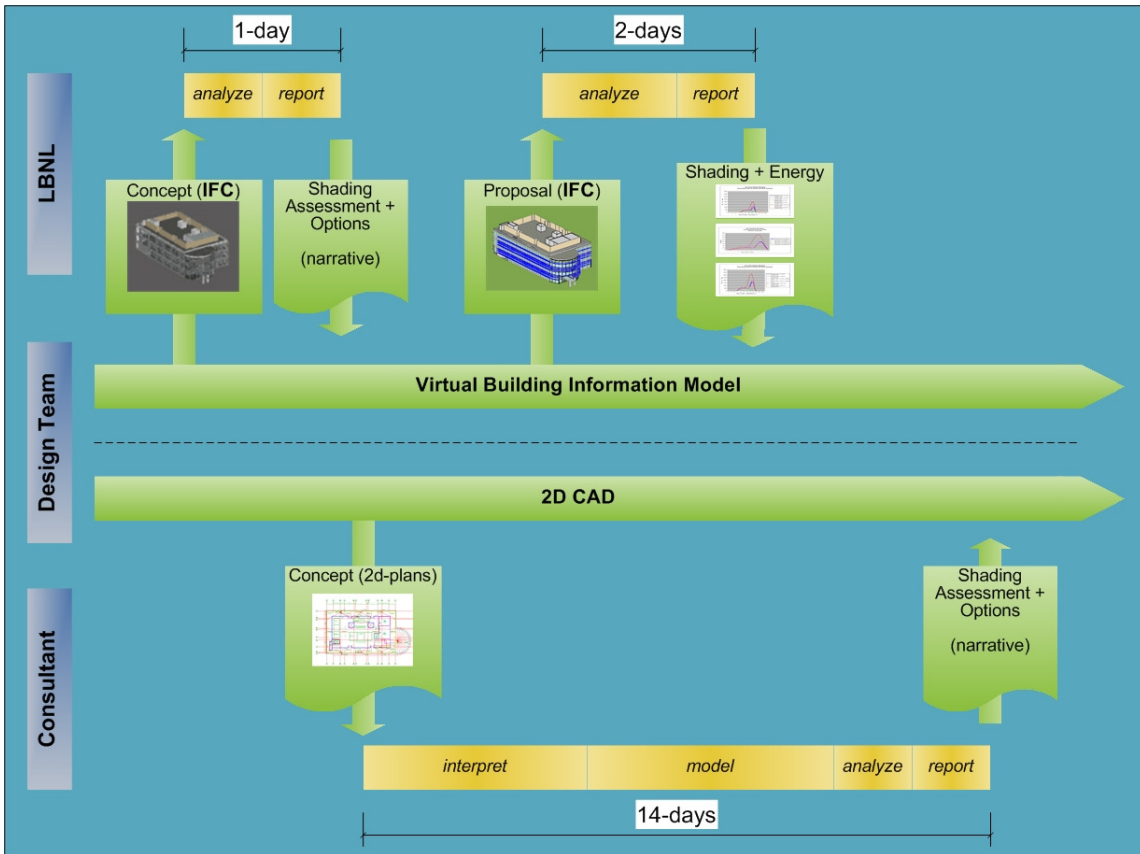 1-day
2-days
LBNL
analyze
report
analyze
report
Concept (IFC)
Shading
Assessment +
Options
(narrative)
Proposal (IFC)
Shading + Energy
Design Team
Virtual Building Information Model
2D CAD
Consultant
Concept (2d-plans)
Shading
Assessment +
Options
(narrative)
interpret
model
analyze
report
14-days